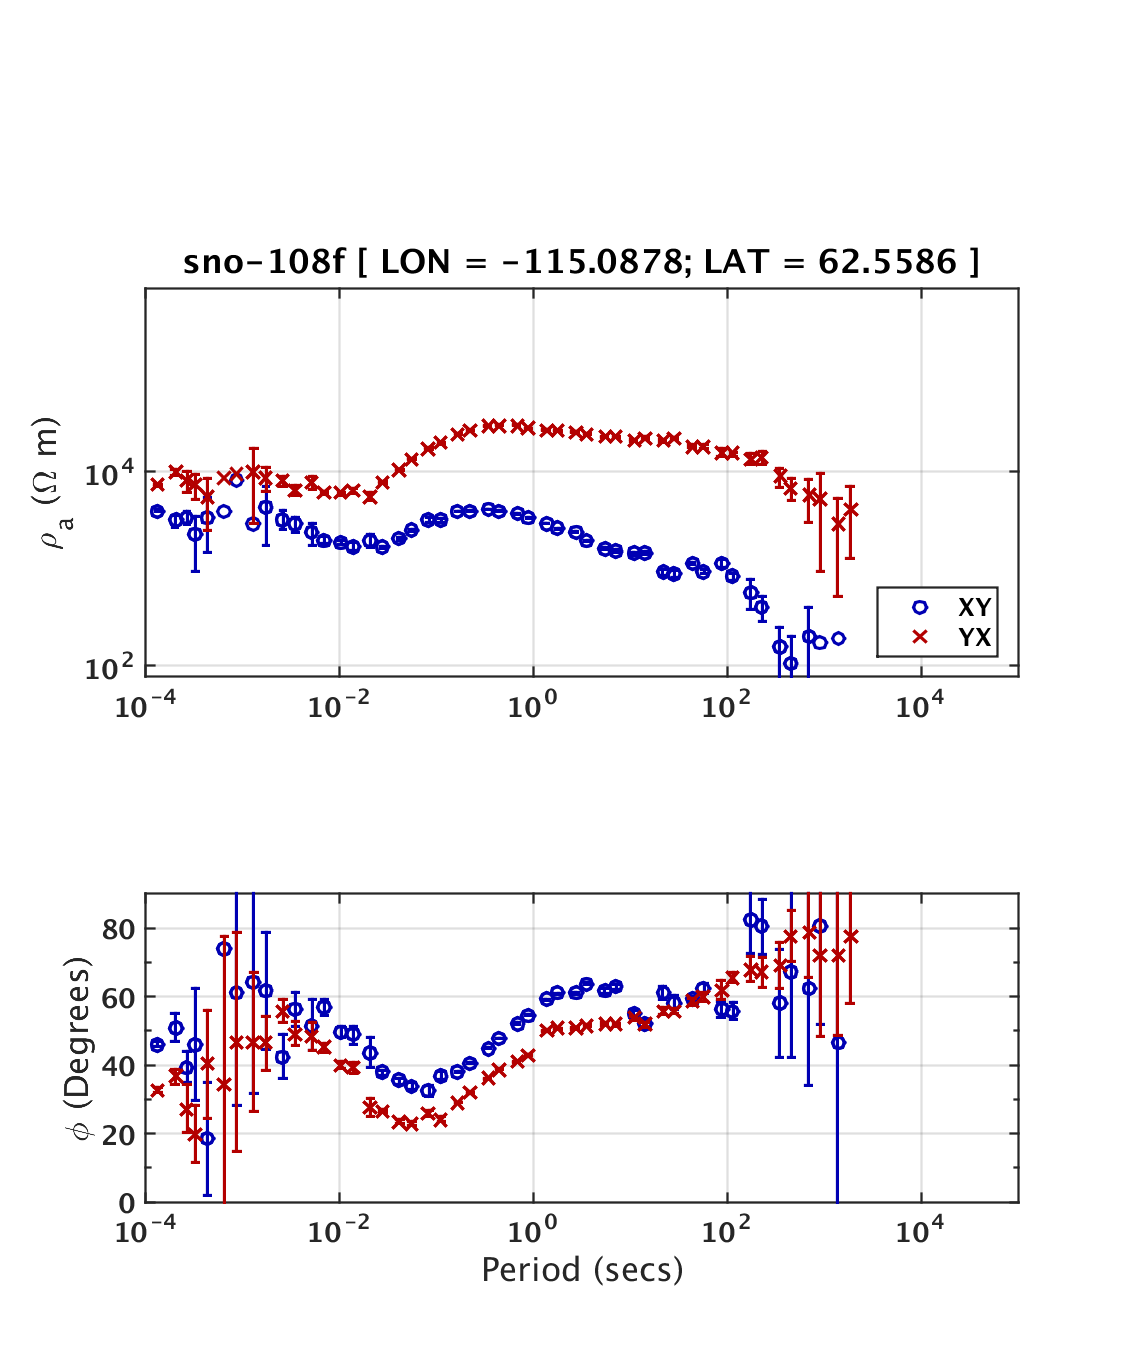 sno-108f [ LON = -115.0878; LAT = 62.5586 ]
ρa (Ω m)
10^4
10^2
XY
YX
10^-4 10^-2 10^0 10^2 10^4
ϕ (Degrees)
80
60
40
20
0
10^-4 10^-2 10^0 10^2 10^4
Period (secs)